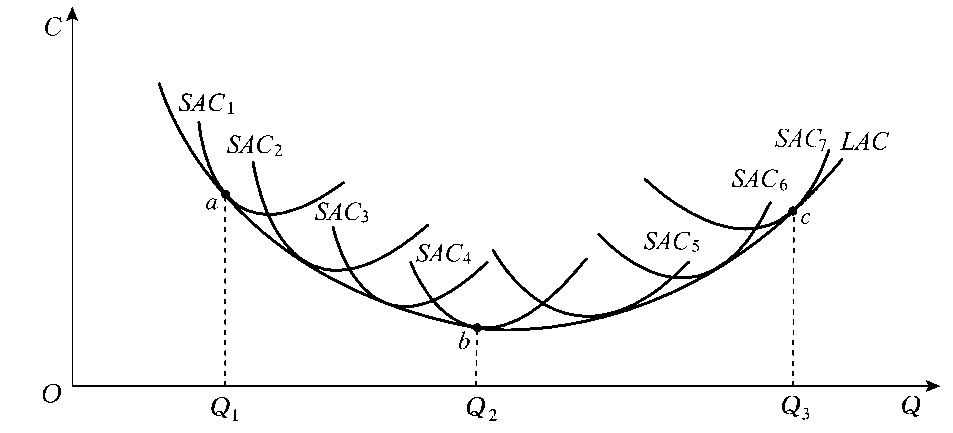 C
SAC₁
SAC₂
SAC₃
SAC₄
SAC₅
SAC₆
SAC₇
LAC
a
b
c
O
Q₁
Q₂
Q₃
Q